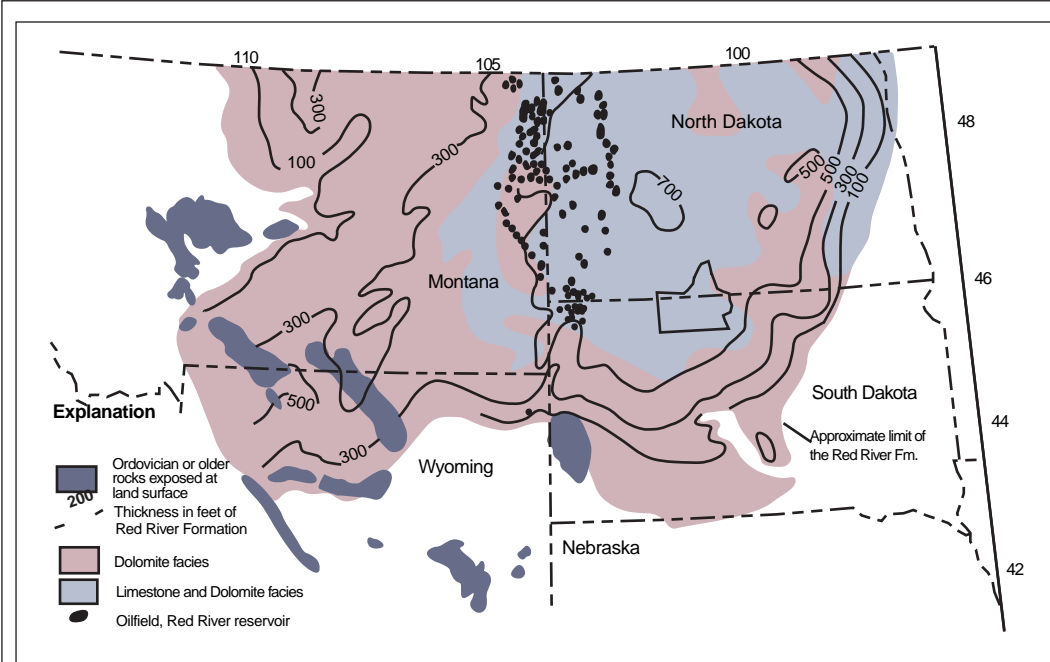 110
105
100
300
North Dakota
48
100
300
500
500
300
100
700
Montana
46
300
500
South Dakota
Explanation
44
Approximate limit of
the Red River Fm.
300
Wyoming
Ordovician or older
rocks exposed at
land surface
200
Thickness in feet of
Red River Formation
Nebraska
Dolomite facies
42
Limestone and Dolomite facies
Oilfield, Red River reservoir